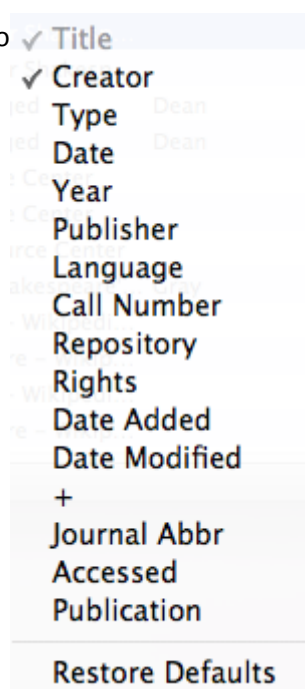 ✓ Title
✓ Creator
Type
Date
Year
Publisher
Language
Call Number
Repository
Rights
Date Added
Date Modified
+
Journal Abbr
Accessed
Publication
Restore Defaults